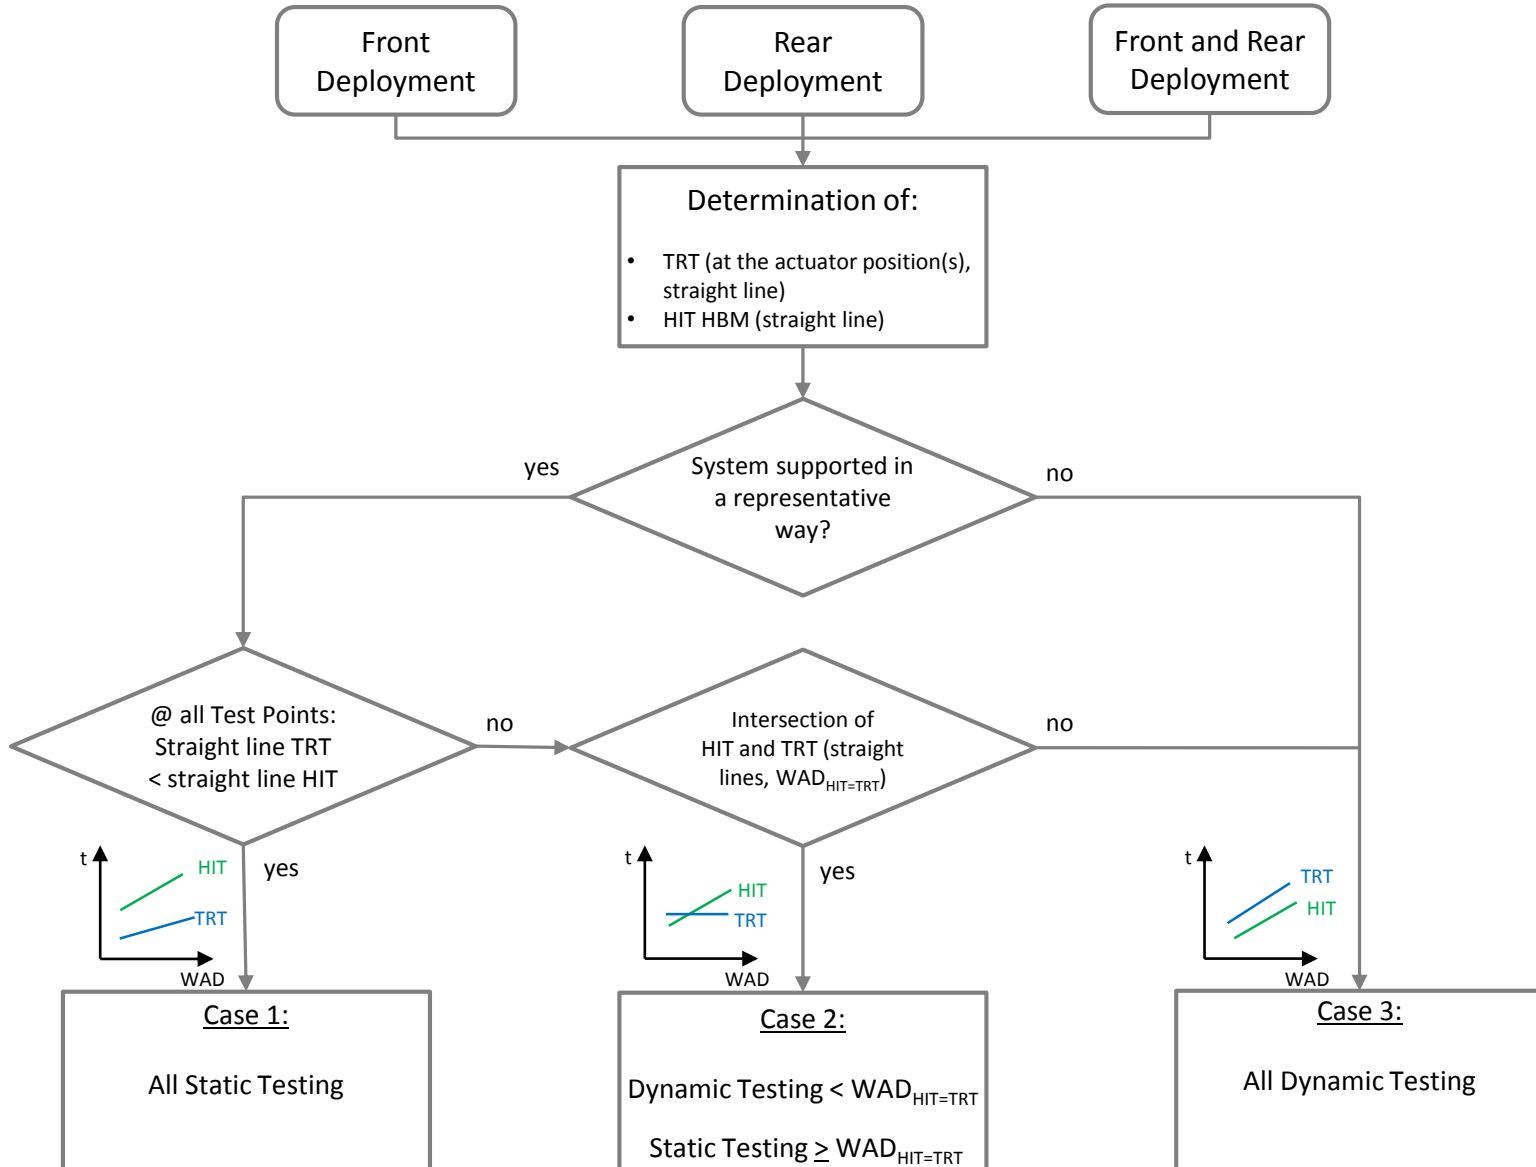 Front
Deployment
Rear
Deployment
Front and Rear
Deployment
Determination of:
• TRT (at the actuator position(s),
straight line)
• HIT HBM (straight line)
yes
System supported in
a representative
way?
no
@ all Test Points:
Straight line TRT
< straight line HIT
no
Intersection of
HIT and TRT (straight
lines, WAD_HIT=TRT)
no
t
HIT
TRT
WAD
yes
t
HIT
TRT
WAD
yes
t
TRT
HIT
WAD
Case 1:
All Static Testing
Case 2:
Dynamic Testing < WAD_HIT=TRT
Static Testing ≥ WAD_HIT=TRT
Case 3:
All Dynamic Testing